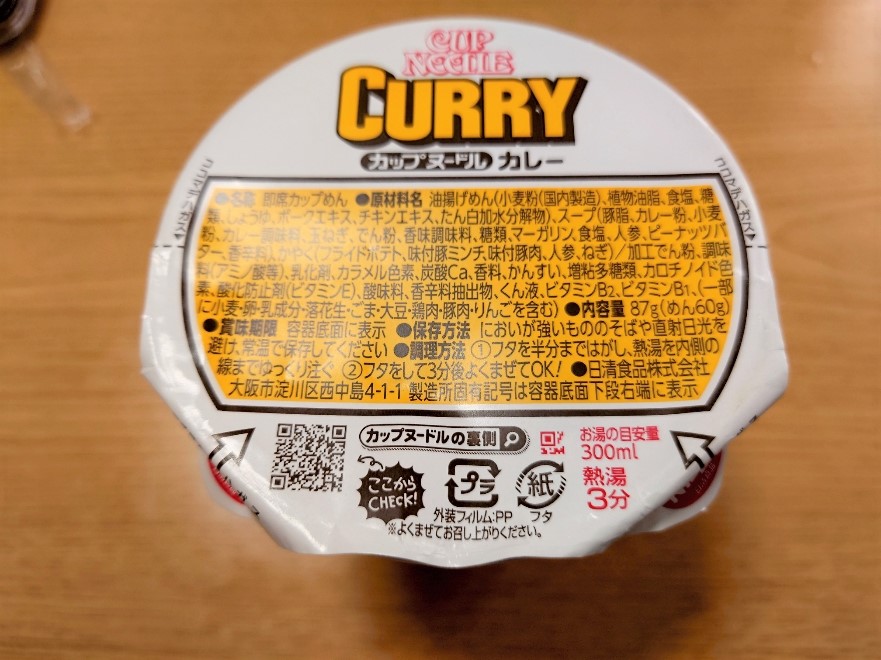 CUP
NOODLE
CURRY
カップヌードル カレー
●名称 即席カップめん ●原材料名 油揚げめん(小麦粉(国内製造)、植物油脂、食塩、糖
類、しょうゆ、ポークエキス、チキンエキス、たん白加水分解物)、スープ(豚脂、カレー粉、小麦
粉、カレー調味料、玉ねぎ、でん粉、香味調味料、糖類、マーガリン、食塩、人参、ピーナッツバ
ター、香辛料)、かやく(フライドポテト、味付豚ミンチ、味付豚肉、人参、ねぎ)/加工でん粉、調味
料(アミノ酸等)、乳化剤、カラメル色素、炭酸Ca、香料、かんすい、増粘多糖類、カロチノイド色
素、酸化防止剤(ビタミンE)、酸味料、香辛料抽出物、くん液、ビタミンB2、ビタミンB1、(一部
に小麦・卵・乳成分・落花生・ごま・大豆・鶏肉・豚肉・りんごを含む) ●内容量 87g(めん60g)
●賞味期限 容器底面に表示 ●保存方法 においが強いもののそばや直射日光を
避け、常温で保存してください ●調理方法 ①フタを半分まではがし、熱湯を内側の
線までゆっくり注ぐ ②フタをして3分後よくまぜてOK! ●日清食品株式会社
大阪市淀川区西中島4-1-1 製造所固有記号は容器底面下段右端に表示
カップヌードルの裏側
ここから
CHECK!
プラ
外装フィルム:PP
紙
フタ
※よくまぜてお召し上がりください。
お湯の目安量
300ml
熱湯
3分